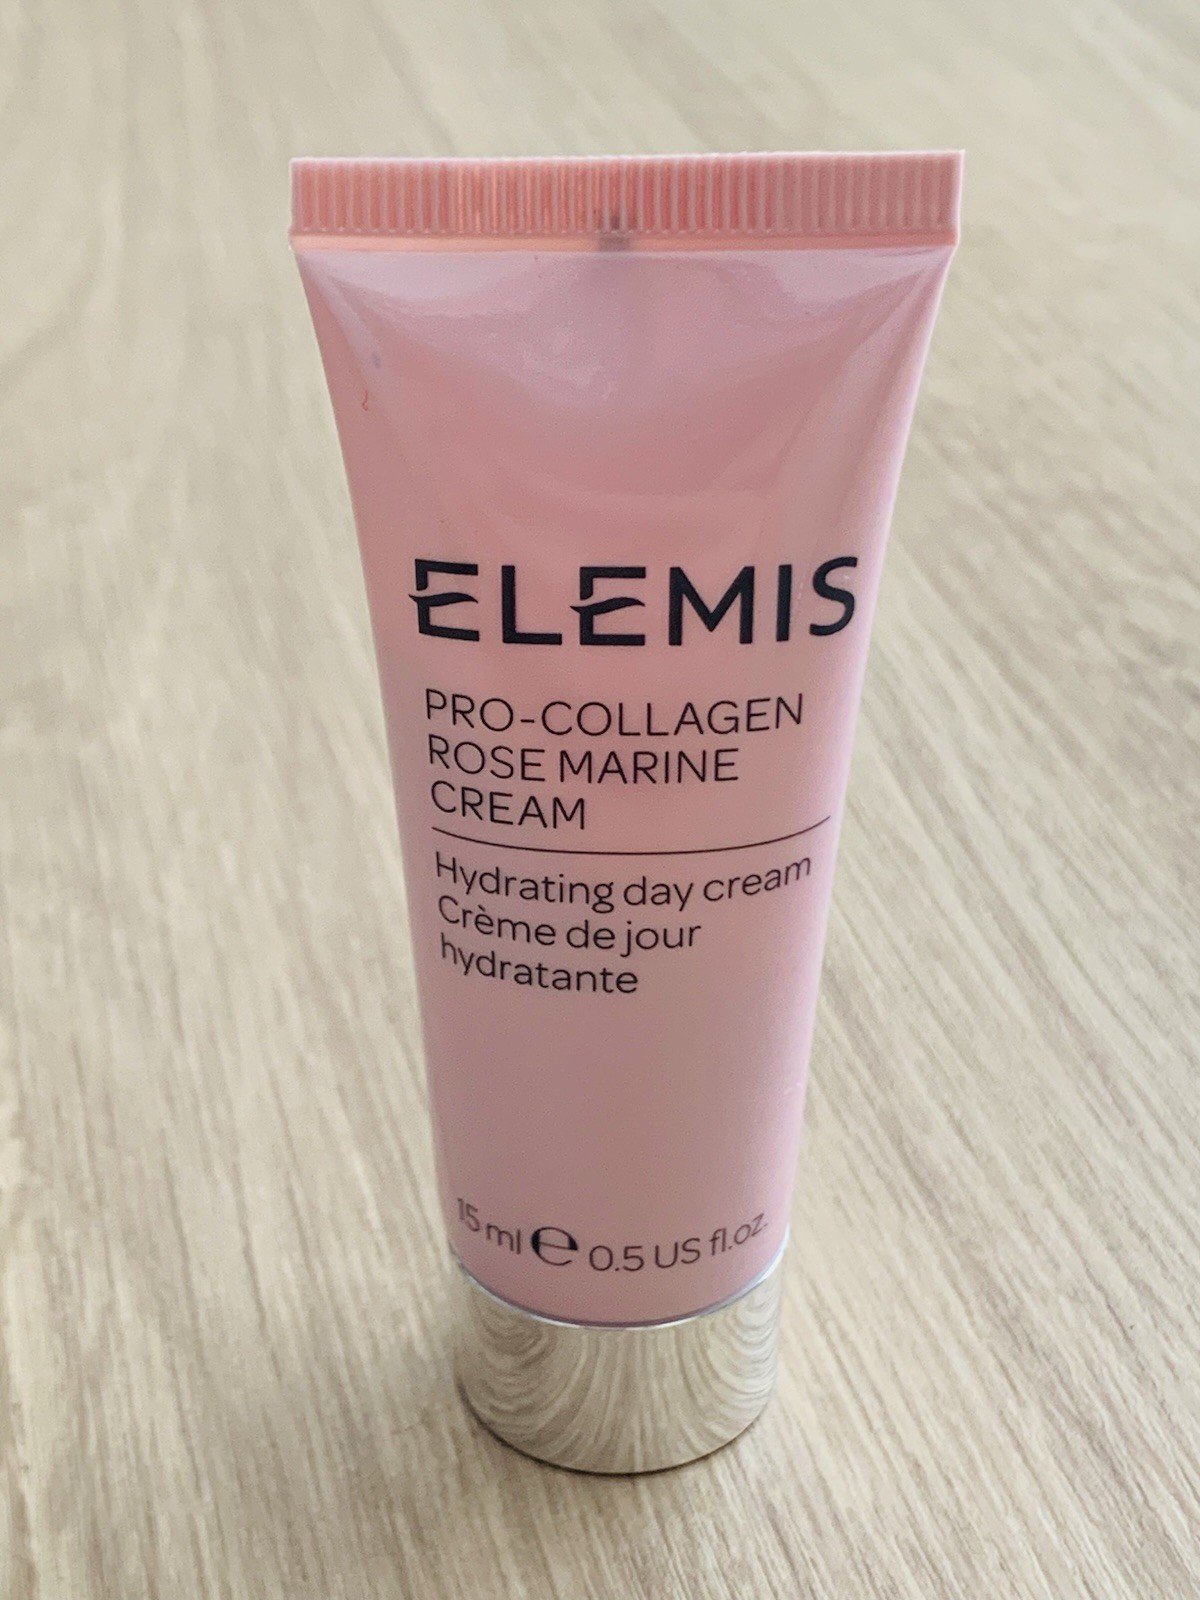 ELEMIS
PRO-COLLAGEN
ROSE MARINE
CREAM
Hydrating day cream
Crème de jour
hydratante
15 ml ℮ 0.5 US fl.oz.